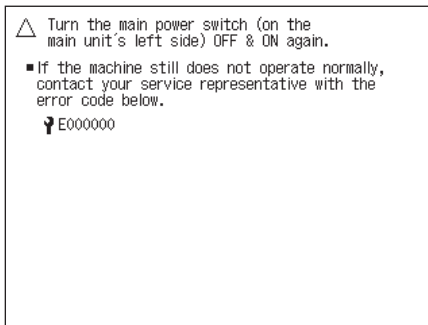 Turn the main power switch (on the
main unit's left side) OFF & ON again.
■If the machine still does not operate normally,
contact your service representative with the
error code below.
E000000